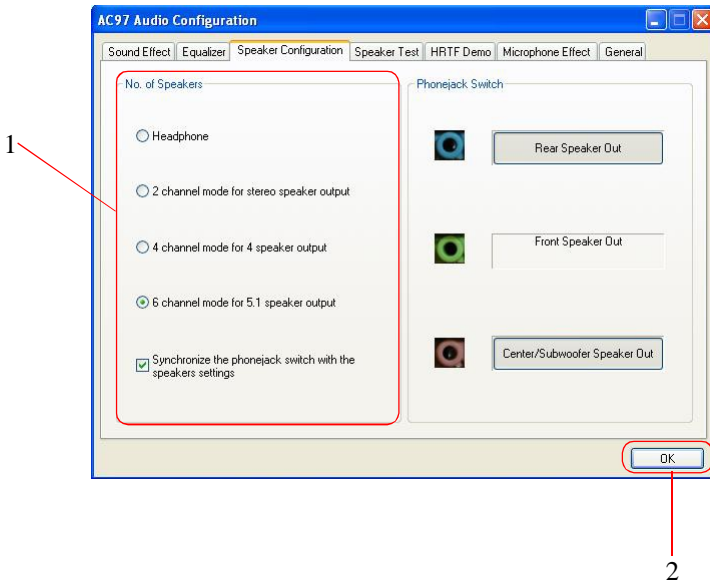 AC97 Audio Configuration
Sound Effect Equalizer Speaker Configuration Speaker Test HRTF Demo Microphone Effect General
No. of Speakers
Headphone
2 channel mode for stereo speaker output
4 channel mode for 4 speaker output
6 channel mode for 5.1 speaker output
Synchronize the phonejack switch with the
speakers settings
Phonejack Switch
Rear Speaker Out
Front Speaker Out
Center/Subwoofer Speaker Out
OK
1
2